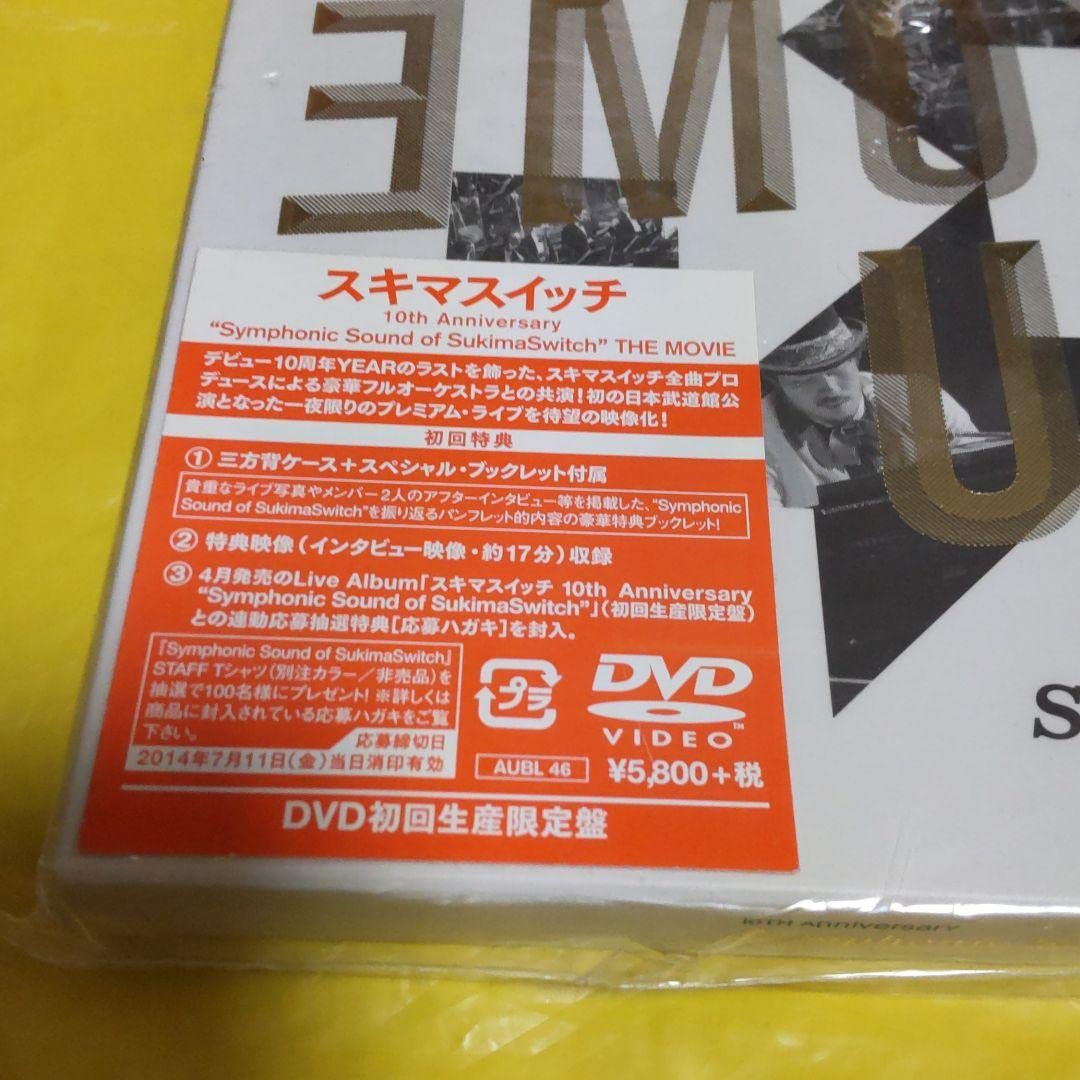 スキマスイッチ
10th Anniversary
“Symphonic Sound of SukimaSwitch” THE MOVIE
デビュー10周年YEARのラストを飾った、スキマスイッチ全曲プロ
デュースによる豪華フルオーケストラとの共演!初の日本武道館公
演となった一夜限りのプレミアム・ライブを待望の映像化!
初回特典
① 三方背ケース+スペシャル・ブックレット付属
貴重なライブ写真やメンバー2人のアフターインタビュー等を掲載した、“Symphonic
Sound of SukimaSwitch”を振り返るパンフレット的内容の豪華特典ブックレット!
② 特典映像(インタビュー映像・約17分)収録
③ 4月発売のLive Album「スキマスイッチ 10th Anniversary
“Symphonic Sound of SukimaSwitch”」(初回生産限定盤)
との連動応募抽選特典[応募ハガキ]を封入。
『Symphonic Sound of SukimaSwitch』
STAFF Tシャツ(別注カラー/非売品)を
抽選で100名様にプレゼント! ※詳しくは
商品に封入されている応募ハガキをご覧
下さい。
応募締切日
2014年7月11日(金)当日消印有効
プラ
DVD
VIDEO™
AUBL 46
¥5,800+税
DVD初回生産限定盤
10TH Anniversary